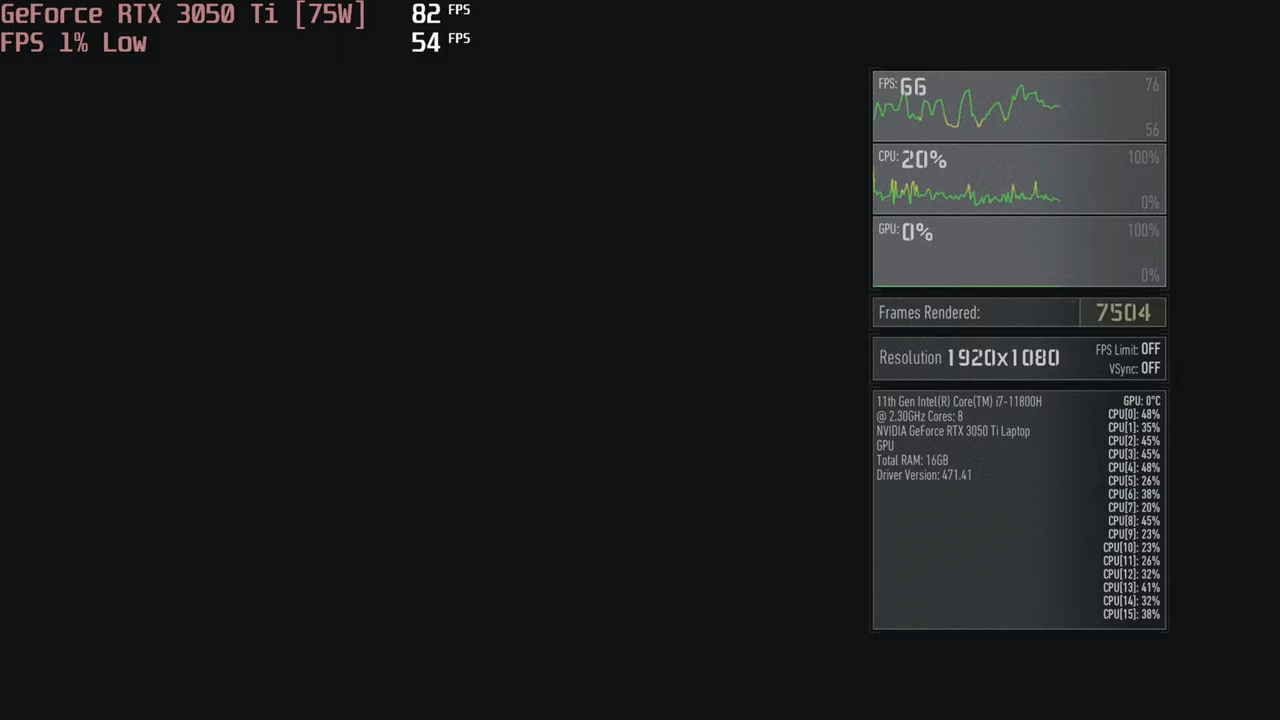 GeForce RTX 3050 Ti [75W] 82 FPS
FPS 1% Low 54 FPS
FPS: 66 76
56
CPU: 20% 100%
0%
GPU: 0% 100%
0%
Frames Rendered: 7504
Resolution 1920x1080 FPS Limit: OFF
VSync: OFF
11th Gen Intel(R) Core(TM) i7-11800H
@ 2.30GHz Cores: 8
NVIDIA GeForce RTX 3050 Ti Laptop
GPU
Total RAM: 16GB
Driver Version: 471.41
GPU: 0°C
CPU[0]: 48%
CPU[1]: 35%
CPU[2]: 45%
CPU[3]: 45%
CPU[4]: 48%
CPU[5]: 26%
CPU[6]: 38%
CPU[7]: 20%
CPU[8]: 45%
CPU[9]: 23%
CPU[10]: 23%
CPU[11]: 26%
CPU[12]: 32%
CPU[13]: 41%
CPU[14]: 32%
CPU[15]: 38%